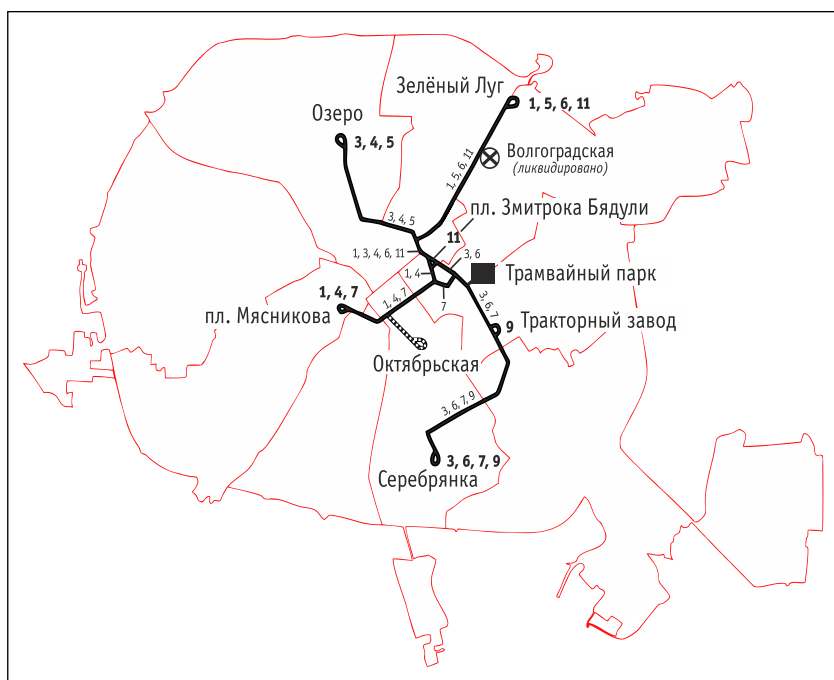 Зелёный Луг
1, 5, 6, 11
Озеро
3, 4, 5
1, 5, 6, 11
Волгоградская
(ликвидировано)
пл. Змитрока Бядули
3, 4, 5
11
1, 3, 4, 6, 11
3, 6
1, 4
Трамвайный парк
7
1, 4, 7
1, 4, 7
3, 6, 7
пл. Мясникова
9
Тракторный завод
Октябрьская
3, 6, 7, 9
3, 6, 7, 9
Серебрянка